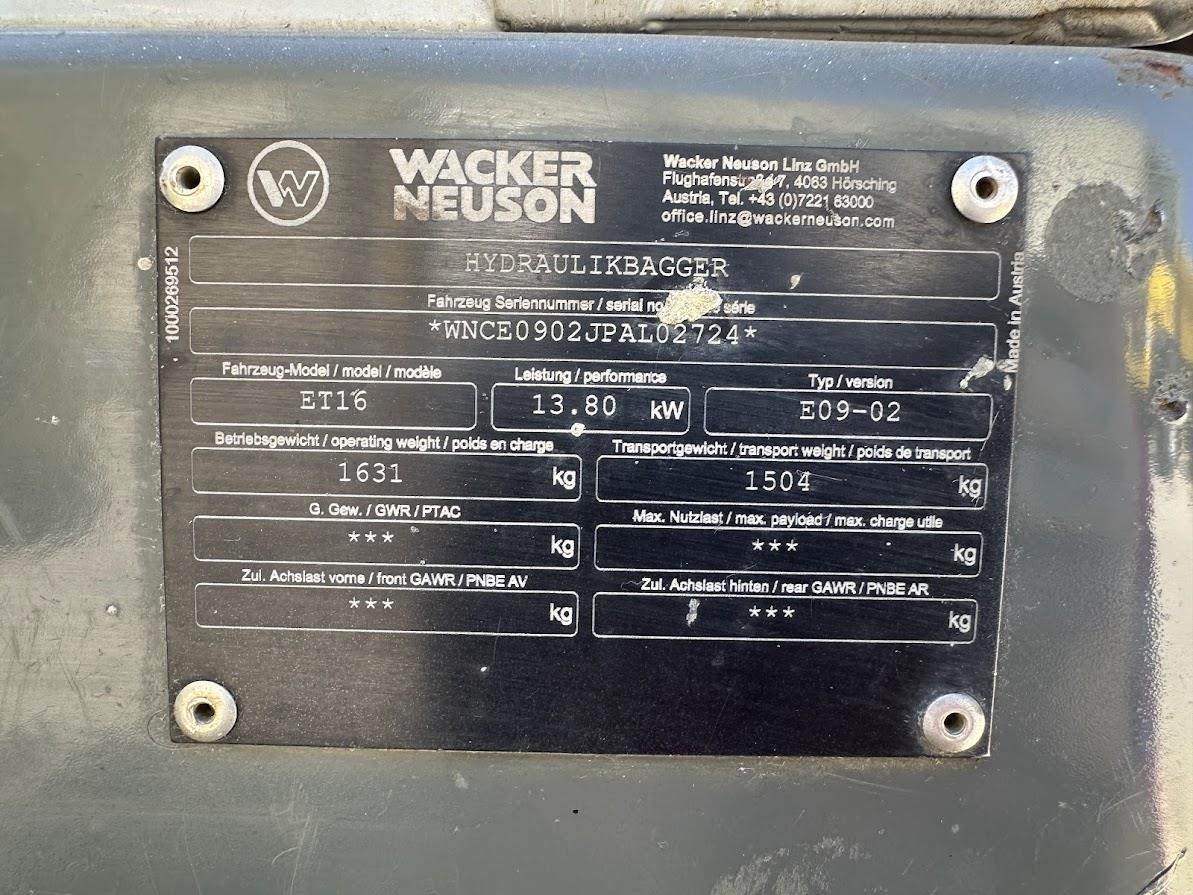 WACKER
NEUSON
Wacker Neuson Linz GmbH
4063 Hörsching
Austria, Tel. +43 (0)7221 63000
office.linz@wackerneuson.com
1000269512
HYDRAULIKBAGGER
Fahrzeug Seriennummer / serial série
*WNCE0902JPAL02724*
Made in Austria
Fahrzeug-Model / model / modèle
Leistung / performance
Typ / version
ET16
13.80 kW
E09-02
Betriebsgewicht / operating weight / poids en charge
Transportgewicht / transport weight / poids de transport
1631 kg
1504 kg
G. Gew. / GWR / PTAC
Max. Nutzlast / max. payload / max. charge utile
*** kg
*** kg
Zul. Achslast vorne / front GAWR / PNBE AV
Zul. Achslast hinten / rear GAWR / PNBE AR
*** kg
*** kg